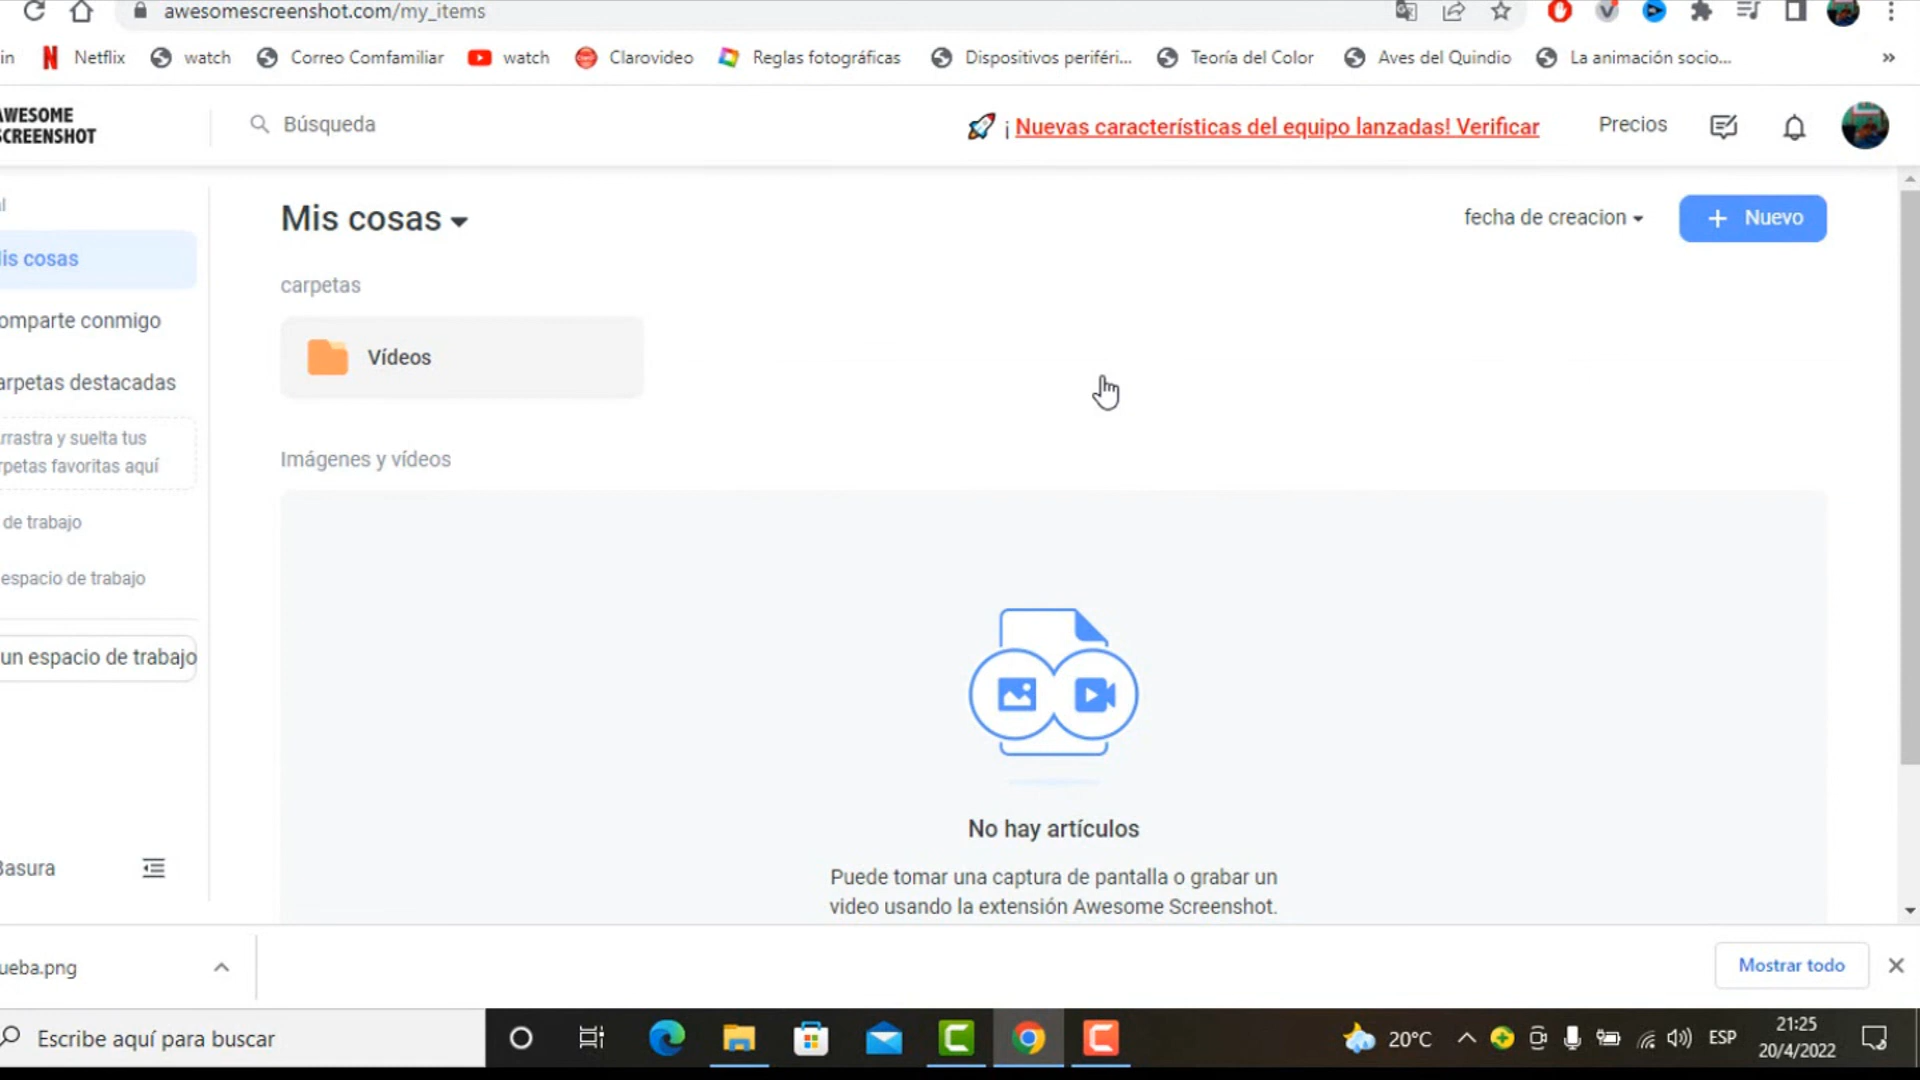 awesomescreenshot.com/my_items
in Netflix watch Correo Comfamiliar watch Clarovideo Reglas fotográficas Dispositivos periféri... Teoría del Color Aves del Quindio La animación socio... »
AWESOME
SCREENSHOT
Búsqueda
¡ Nuevas características del equipo lanzadas! Verificar
Precios
al
Mis cosas
omparte conmigo
arpetas destacadas
rrastra y suelta tus
rpetas favoritas aquí
de trabajo
espacio de trabajo
un espacio de trabajo
Basura
Mis cosas
fecha de creacion
+ Nuevo
carpetas
Vídeos
Imágenes y vídeos
No hay artículos
Puede tomar una captura de pantalla o grabar un
video usando la extensión Awesome Screenshot.
ueba.png
Mostrar todo
Escribe aquí para buscar
20°C
ESP
21:25
20/4/2022